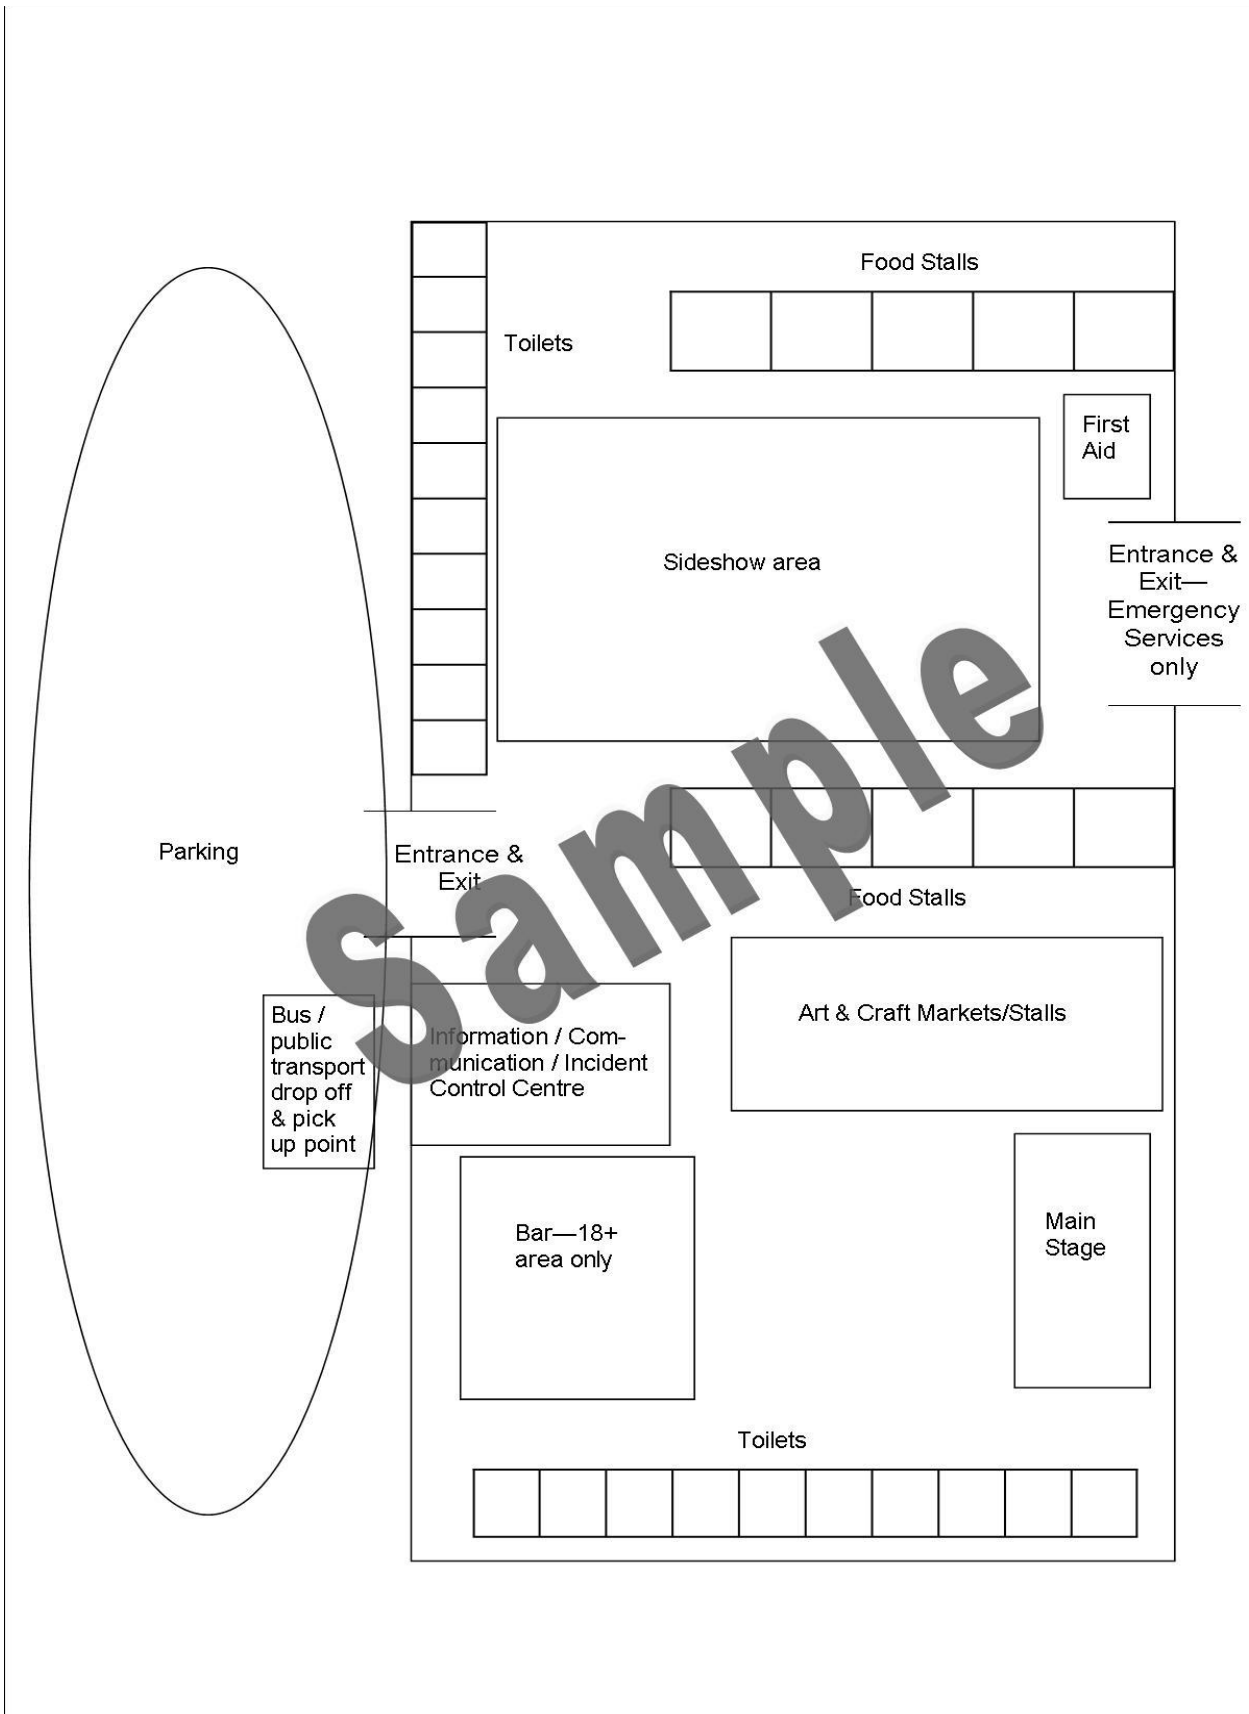 Food Stalls
Toilets
First
Aid
Sideshow area
Entrance &
Exit—
Emergency
Services
only
Parking
Entrance &
Exit
Food Stalls
Sample
Art & Craft Markets/Stalls
Bus /
public
transport
drop off
& pick
up point
Information / Com-
munication / Incident
Control Centre
Bar—18+
area only
Main
Stage
Toilets